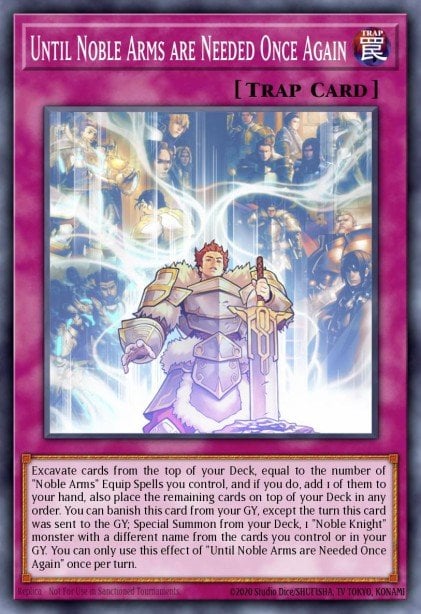 UNTIL NOBLE ARMS ARE NEEDED ONCE AGAIN
TRAP
罠
[TRAP CARD]
Excavate cards from the top of your Deck, equal to the number of
"Noble Arms" Equip Spells you control, and if you do, add 1 of them to
your hand, also place the remaining cards on top of your Deck in any
order. You can banish this card from your GY, except the turn this card
was sent to the GY; Special Summon from your Deck, 1 "Noble Knight"
monster with a different name from the cards you control or in your
GY. You can only use this effect of "Until Noble Arms are Needed Once
Again" once per turn.
Replica - Not For Use in Sanctioned Tournaments
©2020 Studio Dice/SHUEISHA, TV TOKYO, KONAMI